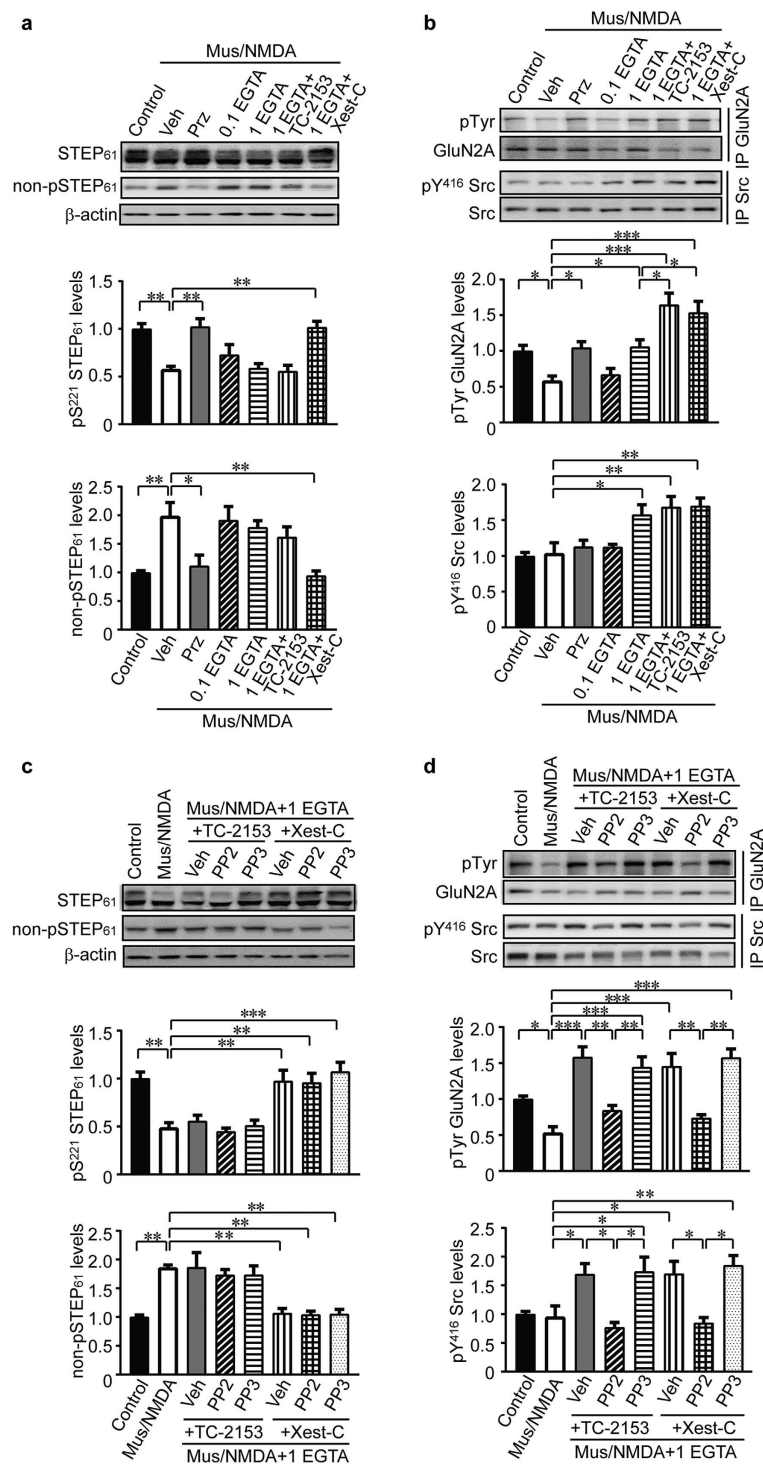 a
Mus/NMDA
Control
Veh
Prz
0.1 EGTA
1 EGTA
1 EGTA+
TC-2153
1 EGTA+
Xest-C
STEP61
non-pSTEP61
β-actin
pS221 STEP61 levels
1.5
1.0
0.5
0
**
**
**
non-pSTEP61 levels
2.5
2.0
1.5
1.0
0.5
0
**
*
**
Control
Veh
Prz
0.1 EGTA
1 EGTA
1 EGTA+
TC-2153
1 EGTA+
Xest-C
Mus/NMDA
b
Mus/NMDA
Control
Veh
Prz
0.1 EGTA
1 EGTA
1 EGTA+
TC-2153
1 EGTA+
Xest-C
pTyr
GluN2A
IP GluN2A
pY416 Src
Src
IP Src
pTyr GluN2A levels
2.0
1.5
1.0
0.5
0
***
***
*
*
*
*
*
pY416 Src levels
2.0
1.5
1.0
0.5
0
**
**
*
Control
Veh
Prz
0.1 EGTA
1 EGTA
1 EGTA+
TC-2153
1 EGTA+
Xest-C
Mus/NMDA
c
Control
Mus/NMDA
Mus/NMDA+1 EGTA
+TC-2153
+Xest-C
Veh
PP2
PP3
Veh
PP2
PP3
STEP61
non-pSTEP61
β-actin
pS221 STEP61 levels
1.5
1.0
0.5
0
***
**
**
**
non-pSTEP61 levels
2.5
2.0
1.5
1.0
0.5
0
**
**
**
**
Control
Mus/NMDA
Veh
PP2
PP3
Veh
PP2
PP3
+TC-2153
+Xest-C
Mus/NMDA+1 EGTA
d
Control
Mus/NMDA
Mus/NMDA+1 EGTA
+TC-2153
+Xest-C
Veh
PP2
PP3
Veh
PP2
PP3
pTyr
GluN2A
IP GluN2A
pY416 Src
Src
IP Src
pTyr GluN2A levels
2.0
1.5
1.0
0.5
0
***
***
***
*
***
**
**
**
**
pY416 Src levels
2.5
2.0
1.5
1.0
0.5
0
**
*
*
*
*
*
*
*
Control
Mus/NMDA
Veh
PP2
PP3
Veh
PP2
PP3
+TC-2153
+Xest-C
Mus/NMDA+1 EGTA